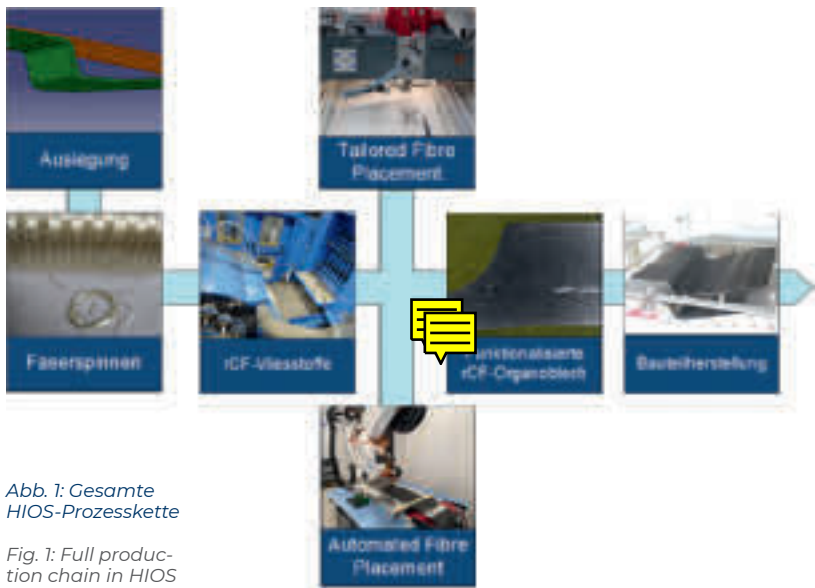 Auslegung
Tailored Fibre
Placement
Faserspinnen
rCF-Vliesstoffe
Funktionalisierte
rCF-Organoblech
Bauteilherstellung
Automated Fibre
Placement
Abb. 1: Gesamte
HIOS-Prozesskette
Fig. 1: Full produc-
tion chain in HIOS